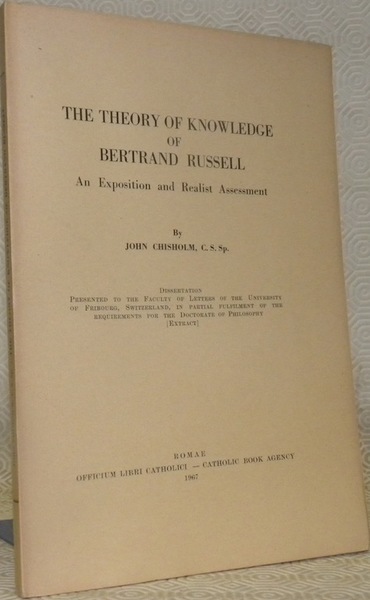 THE THEORY OF KNOWLEDGE
OF
BERTRAND RUSSELL
An Exposition and Realist Assessment
By
JOHN CHISHOLM, C. S. Sp.
DISSERTATION
PRESENTED TO THE FACULTY OF LETTERS OF THE UNIVERSITY
OF FRIBOURG, SWITZERLAND, IN PARTIAL FULFILMENT OF THE
REQUIREMENTS FOR THE DOCTORATE OF PHILOSOPHY
[EXTRACT]
ROMAE
OFFICIUM LIBRI CATHOLICI — CATHOLIC BOOK AGENCY
1967